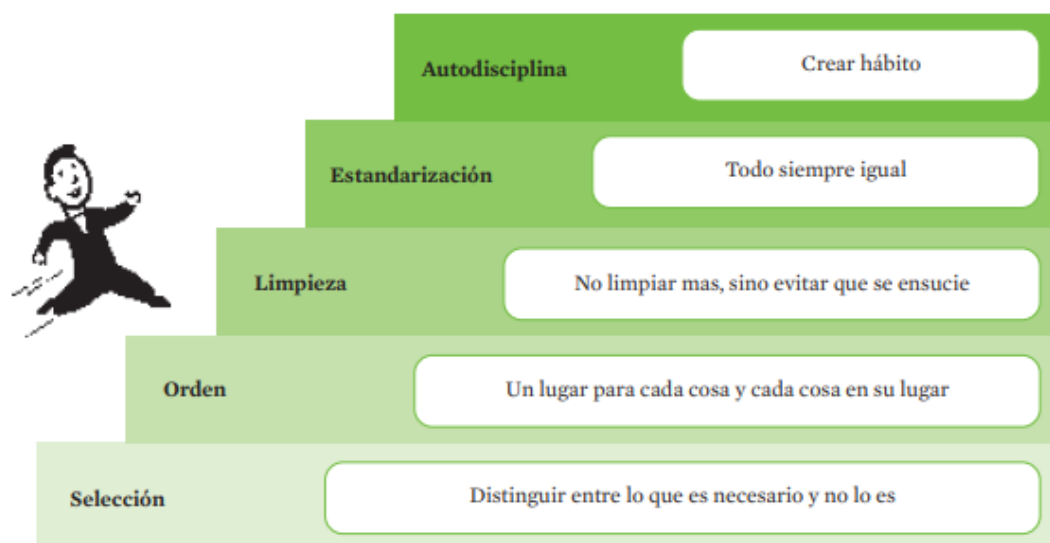 Autodisciplina
Crear hábito
Estandarización
Todo siempre igual
Limpieza
No limpiar mas, sino evitar que se ensucie
Orden
Un lugar para cada cosa y cada cosa en su lugar
Selección
Distinguir entre lo que es necesario y no lo es